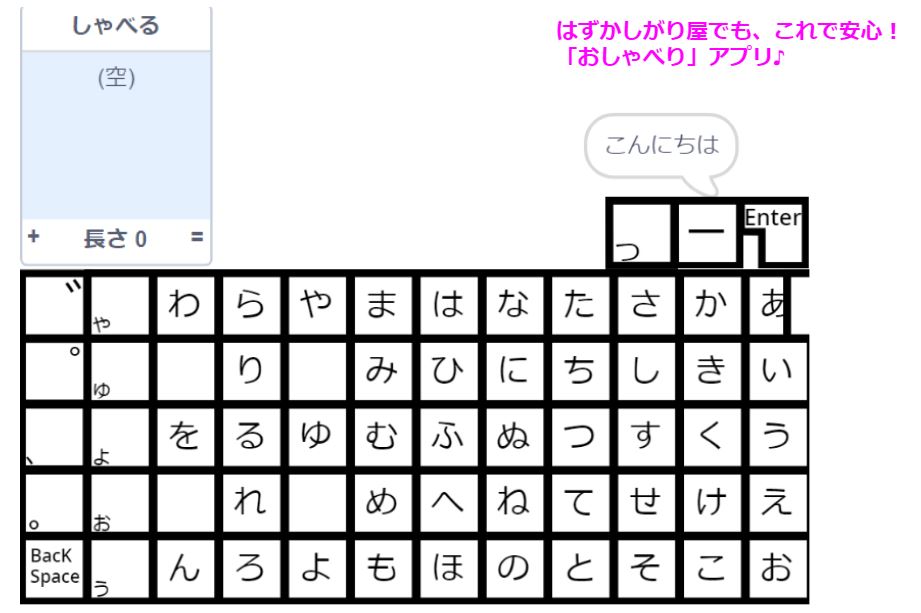 しゃべる
(空)
+ 長さ 0 =
はずかしがり屋でも、これで安心！
「おしゃべり」アプリ♪
こんにちは
っ ー Enter
゛ ゃ わ ら や ま は な た さ か あ
゜ ゅ り み ひ に ち し き い
、 ょ を る ゆ む ふ ぬ つ す く う
。 ぉ れ め へ ね て せ け え
BacK Space ぅ ん ろ よ も ほ の と そ こ お